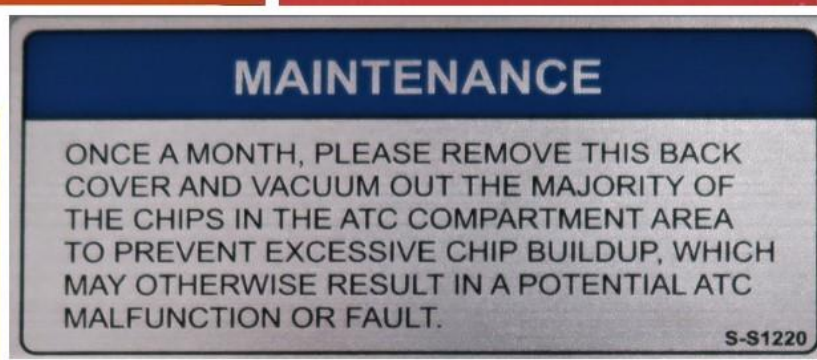 MAINTENANCE
ONCE A MONTH, PLEASE REMOVE THIS BACK
COVER AND VACUUM OUT THE MAJORITY OF
THE CHIPS IN THE ATC COMPARTMENT AREA
TO PREVENT EXCESSIVE CHIP BUILDUP, WHICH
MAY OTHERWISE RESULT IN A POTENTIAL ATC
MALFUNCTION OR FAULT.
S-S1220